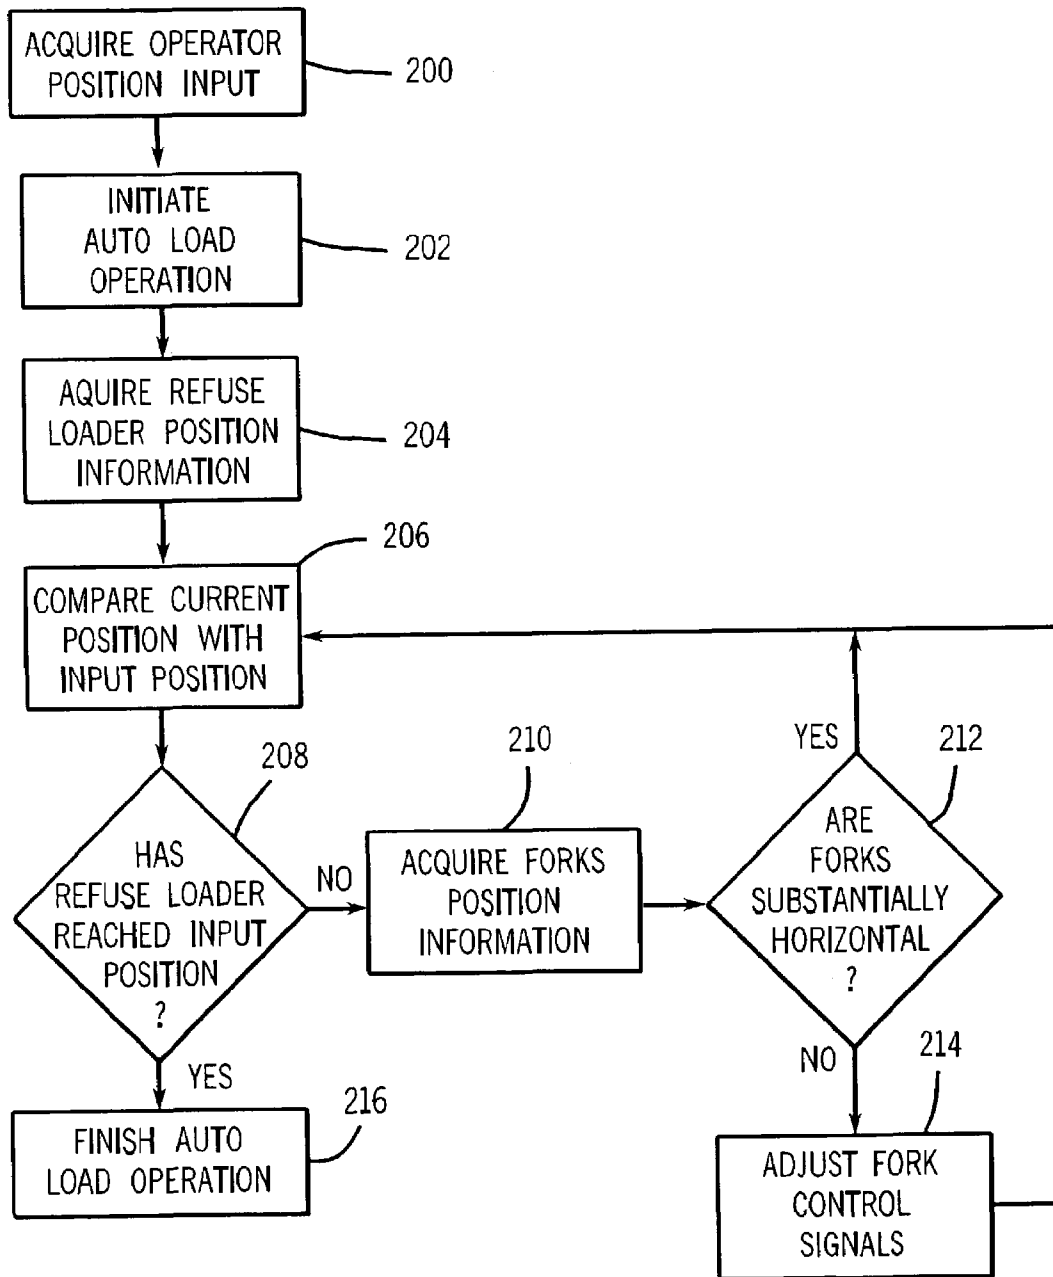 ACQUIRE OPERATOR
POSITION INPUT
200
INITIATE
AUTO LOAD
OPERATION
202
AQUIRE REFUSE
LOADER POSITION
INFORMATION
204
206
COMPARE CURRENT
POSITION WITH
INPUT POSITION
208
HAS
REFUSE LOADER
REACHED INPUT
POSITION
?
NO
YES
210
ACQUIRE FORKS
POSITION
INFORMATION
212
YES
ARE
FORKS
SUBSTANTIALLY
HORIZONTAL
?
NO
214
ADJUST FORK
CONTROL
SIGNALS
216
FINISH AUTO
LOAD OPERATION